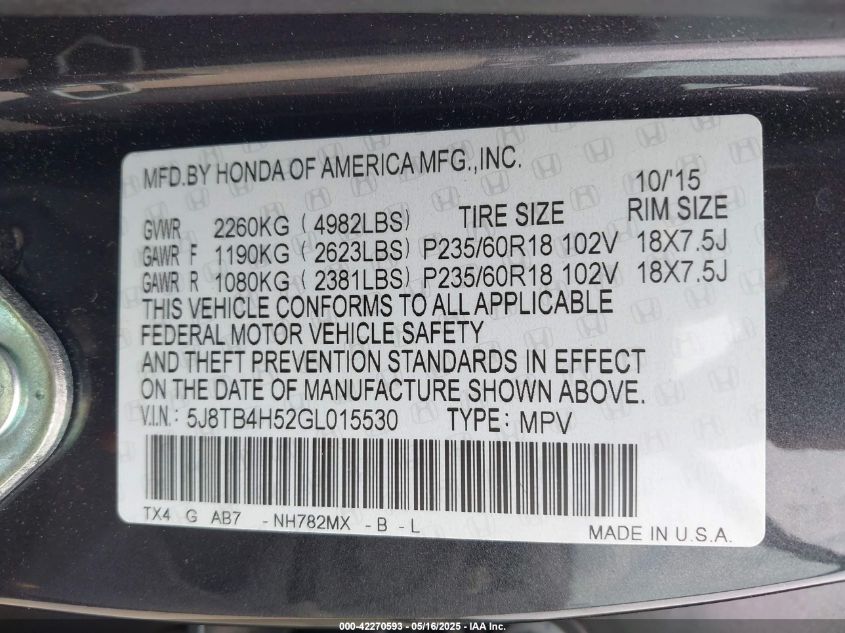 MFD.BY HONDA OF AMERICA MFG.,INC. 10/'15
GVWR 2260KG (4982LBS) TIRE SIZE RIM SIZE
GAWR F 1190KG (2623LBS) P235/60R18 102V 18X7.5J
GAWR R 1080KG (2381LBS) P235/60R18 102V 18X7.5J
THIS VEHICLE CONFORMS TO ALL APPLICABLE
FEDERAL MOTOR VEHICLE SAFETY
AND THEFT PREVENTION STANDARDS IN EFFECT
ON THE DATE OF MANUFACTURE SHOWN ABOVE.
V.I.N.: 5J8TB4H52GL015530 TYPE: MPV
TX4 G AB7 -NH782MX -B -L
MADE IN U.S.A.
000-42270593 - 05/16/2025 - IAA Inc.